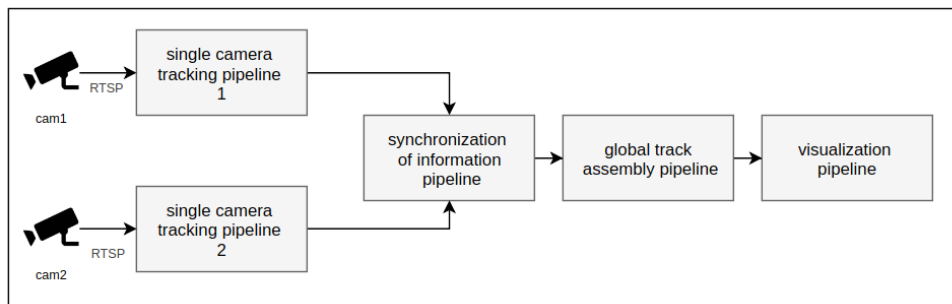 single camera
tracking pipeline
1
RTSP
cam1
synchronization
of information
pipeline
global track
assembly pipeline
visualization
pipeline
single camera
tracking pipeline
2
RTSP
cam2